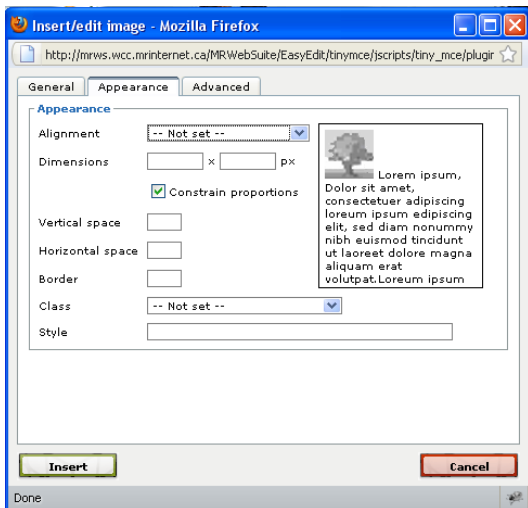 Insert/edit image - Mozilla Firefox
http://mrws.wcc.mrinternet.ca/MRWebSuite/EasyEdit/tinymce/jscripts/tiny_mce/plugir
General Appearance Advanced
Appearance
Alignment -- Not set --
Dimensions x px
Constrain proportions
Vertical space
Horizontal space
Border
Class -- Not set --
Style
Lorem ipsum,
Dolor sit amet,
consectetuer adipiscing
loreum ipsum edipiscing
elit, sed diam nonummy
nibh euismod tincidunt
ut laoreet dolore magna
aliquam erat
volutpat.Loreum ipsum
Insert Cancel
Done